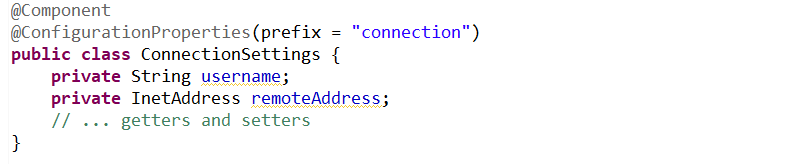 @Component
@ConfigurationProperties(prefix = "connection")
public class ConnectionSettings {
    private String username;
    private InetAddress remoteAddress;
    // ... getters and setters
}